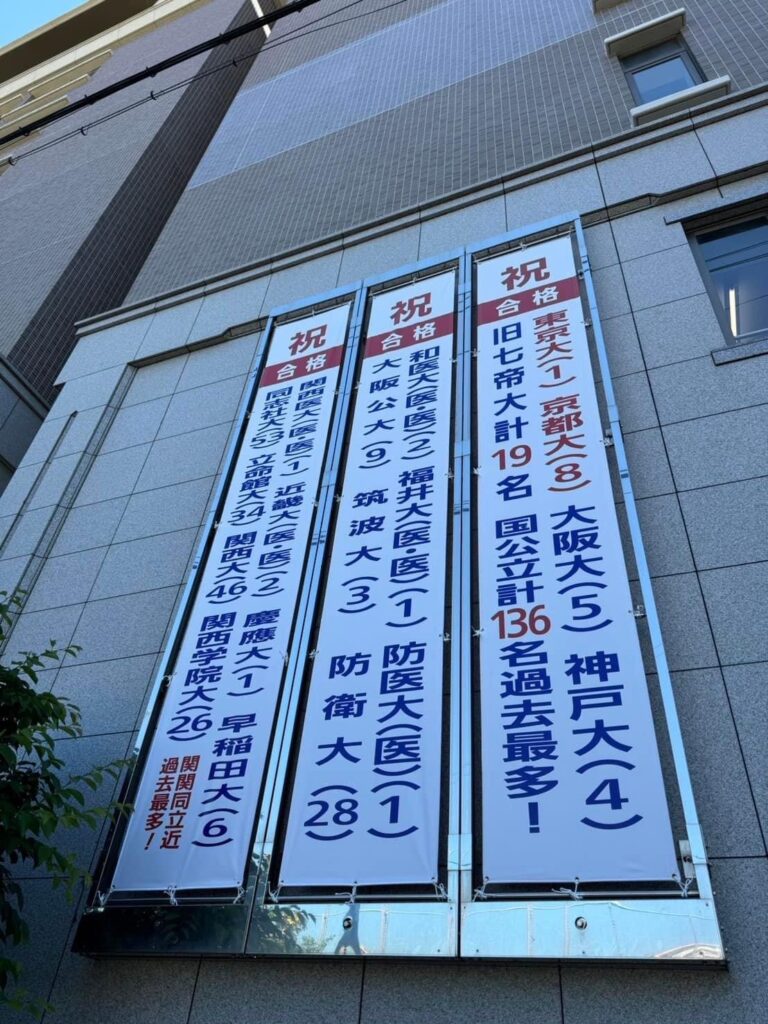 祝
合格
東京大(1) 京都大(8) 大阪大(5) 神戸大(4)
旧七帝大計19名 国公立計136名過去最多!
祝
合格
和医大(医・医)(2) 福井大(医・医)(1) 防医大(医)(1)
大阪公大(9) 筑波大(3) 防衛大(28)
祝
合格
関西医大(医・医)(1) 近畿大(医・医)(2) 慶應大(1) 早稲田大(6)
同志社大(53) 立命館大(34) 関西大(46) 関西学院大(26)
関関同立近
過去最多!